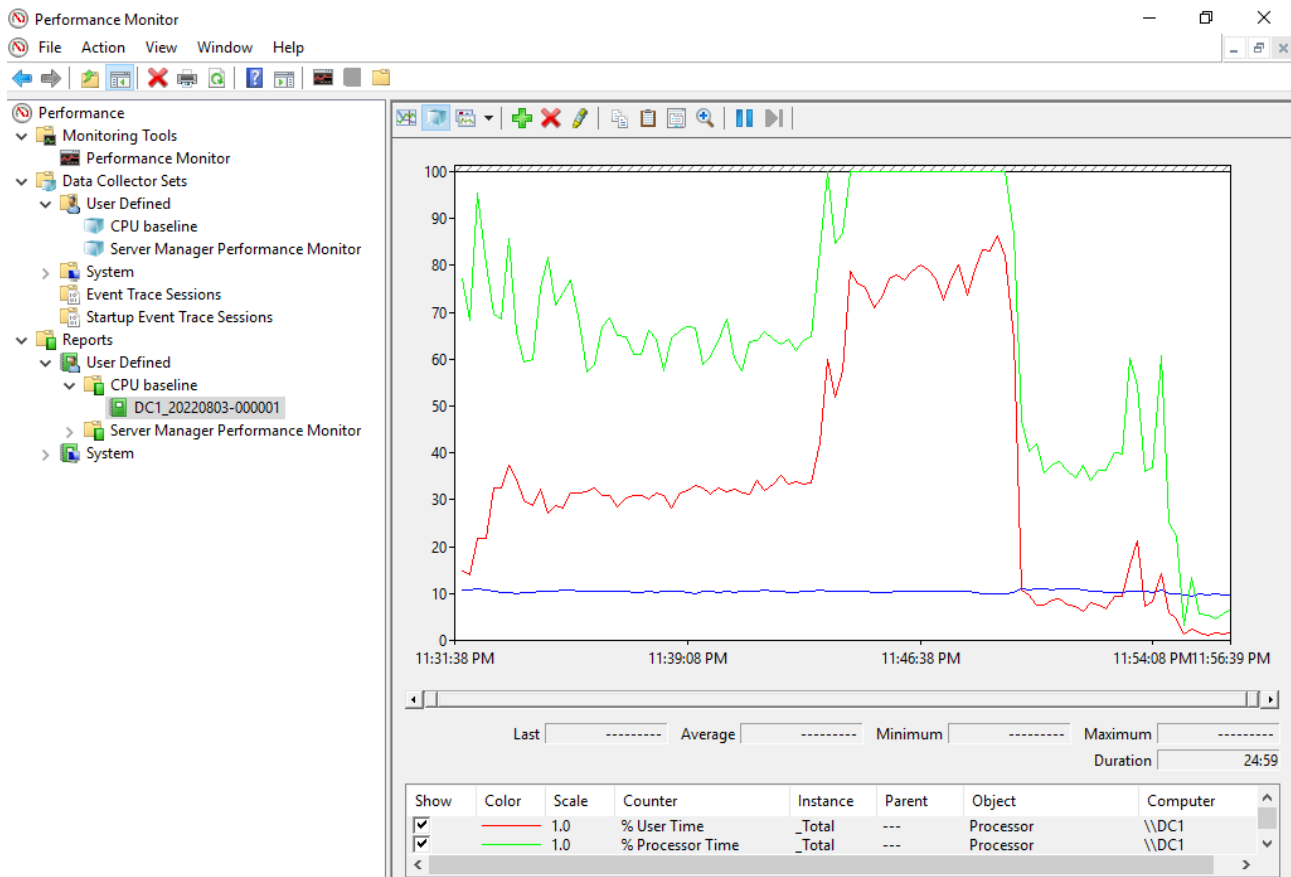 Performance Monitor
File Action View Window Help
Performance
Monitoring Tools
Performance Monitor
Data Collector Sets
User Defined
CPU baseline
Server Manager Performance Monitor
System
Event Trace Sessions
Startup Event Trace Sessions
Reports
User Defined
CPU baseline
DC1_20220803-000001
Server Manager Performance Monitor
System
100
90
80
70
60
50
40
30
20
10
0
11:31:38 PM 11:39:08 PM 11:46:38 PM 11:54:08 PM 11:56:39 PM
Last --------- Average --------- Minimum --------- Maximum ---------
Duration 24:59
Show Color Scale Counter Instance Parent Object Computer
1.0 % User Time _Total --- Processor \\DC1
1.0 % Processor Time _Total --- Processor \\DC1